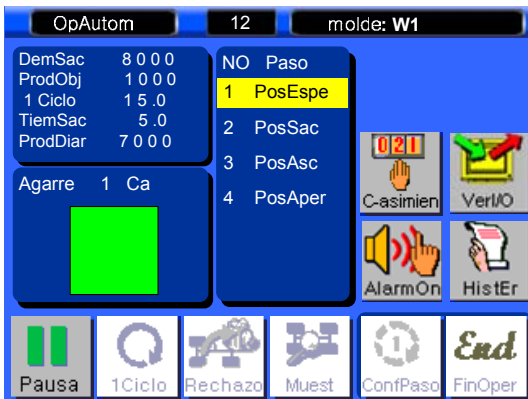 OpAutom 12 molde: W1
DemSac 8000
ProdObj 1000
1 Ciclo 15.0
TiemSac 5.0
ProdDiar 7000
NO Paso
1 PosEspe
2 PosSac
3 PosAsc
4 PosAper
Agarre 1 Ca
021
C-asimien
VerI/O
AlarmOn
HistEr
Pausa
1Ciclo
Rechazo
Muest
1
ConfPaso
End
FinOper